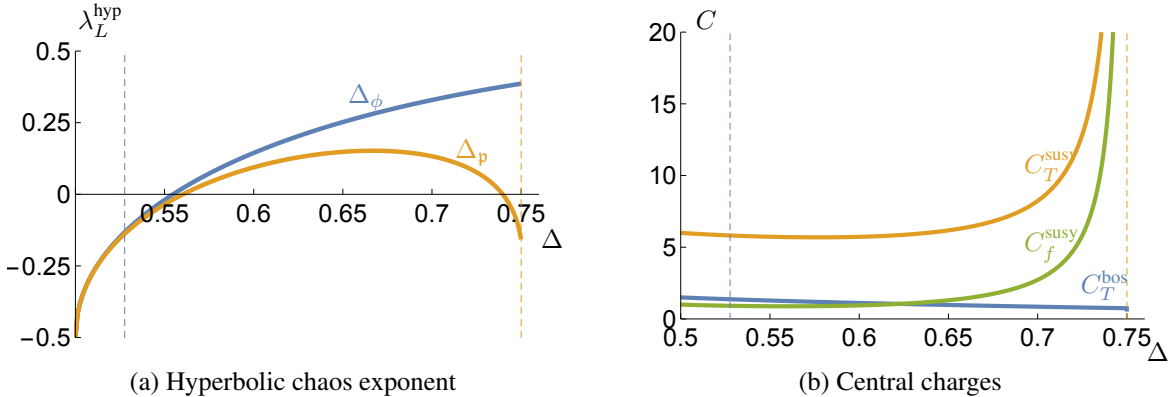 λ_L^hyp
0.5
0.25
0
−0.25
−0.5
0.55
0.6
0.65
0.7
0.75
Δ
Δ_ϕ
Δ_𝔭
(a) Hyperbolic chaos exponent
C
20
15
10
5
0
0.5
0.55
0.6
0.65
0.7
0.75
Δ
C_T^susy
C_f^susy
C_T^bos
(b) Central charges